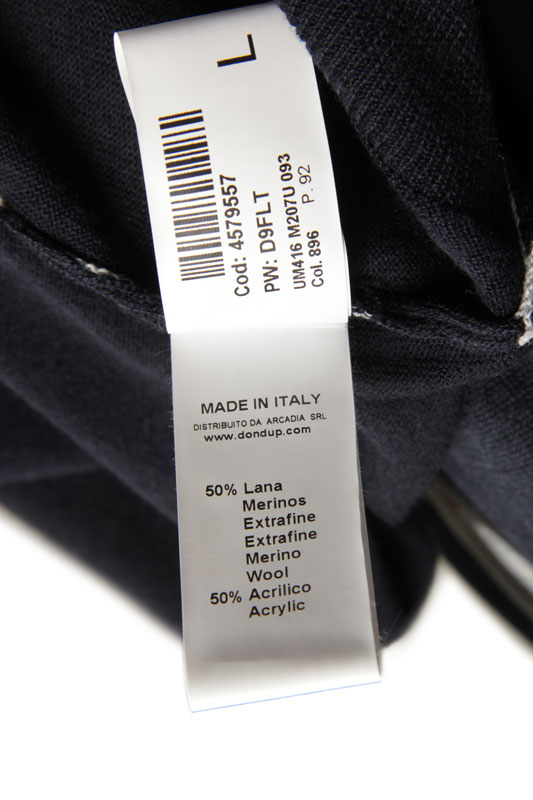 L
Cod: 4579557
PW: D9FLT
UM416 M207U 093
Col. 896 P. 92
MADE IN ITALY
DISTRIBUITO DA ARCADIA SRL
www.dondup.com
50% Lana
Merinos
Extrafine
Extrafine
Merino
Wool
50% Acrilico
Acrylic